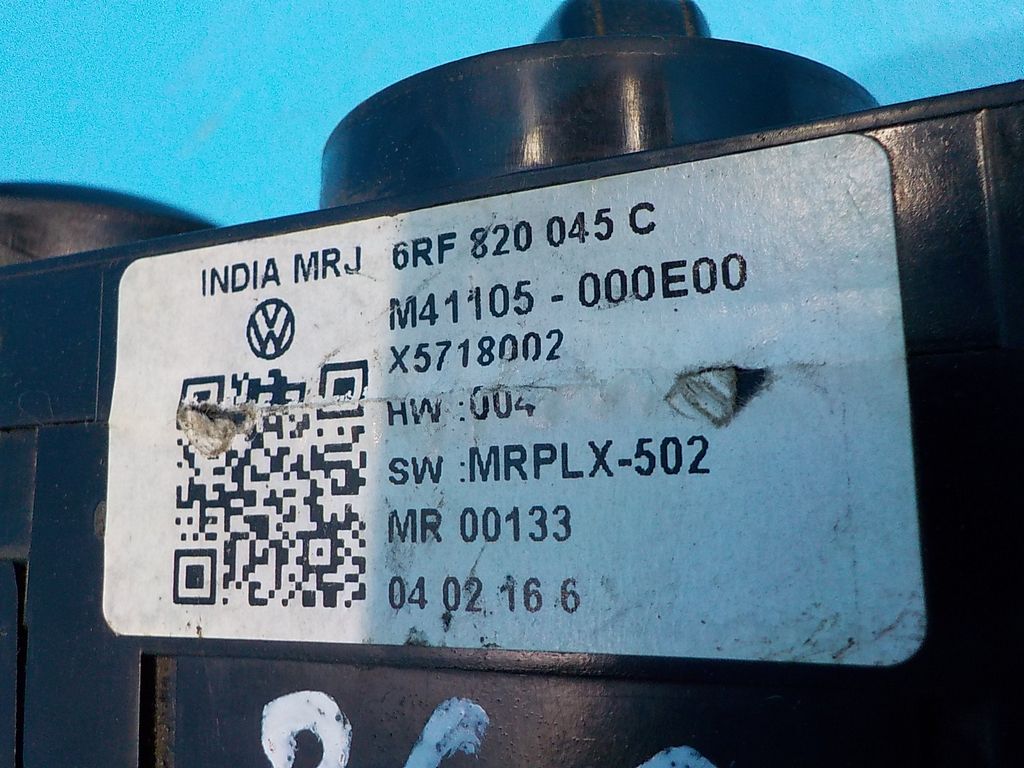 INDIA MRJ 6RF 820 045 C
M41105 - 000E00
X5718002
HW :004
SW :MRPLX-502
MR 00133
04 02 16 6